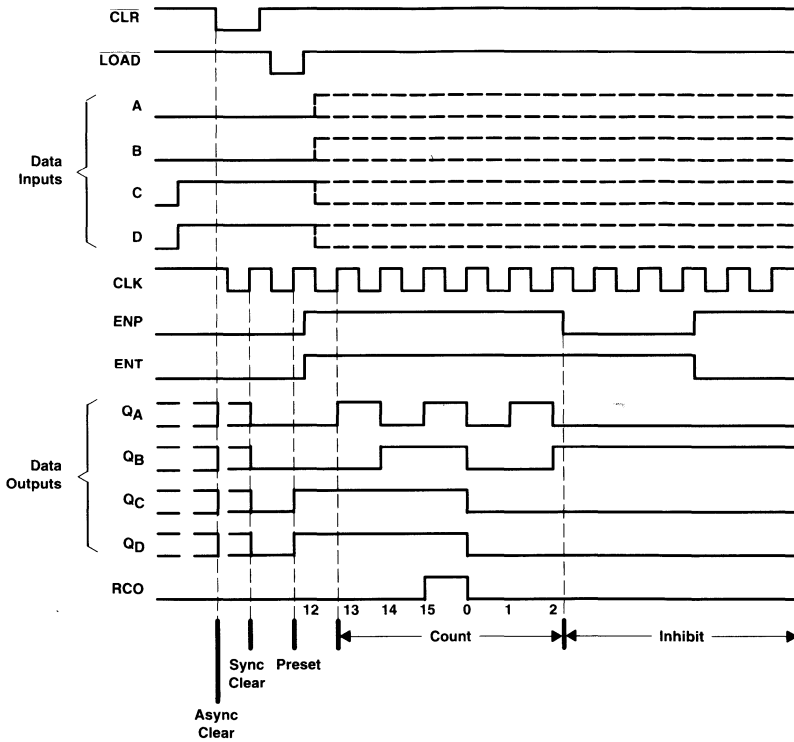 CLR
LOAD
A
B
Data
Inputs
C
D
CLK
ENP
ENT
QA
QB
Data
Outputs
QC
QD
RCO
12 13 14 15 0 1 2
Count Inhibit
Sync Preset
Clear
Async
Clear